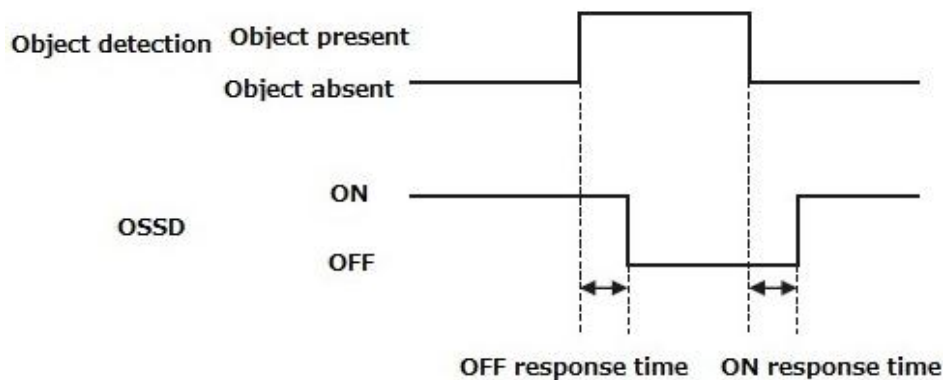 Object detection
Object present
Object absent
ON
OSSD
OFF
OFF response time
ON response time